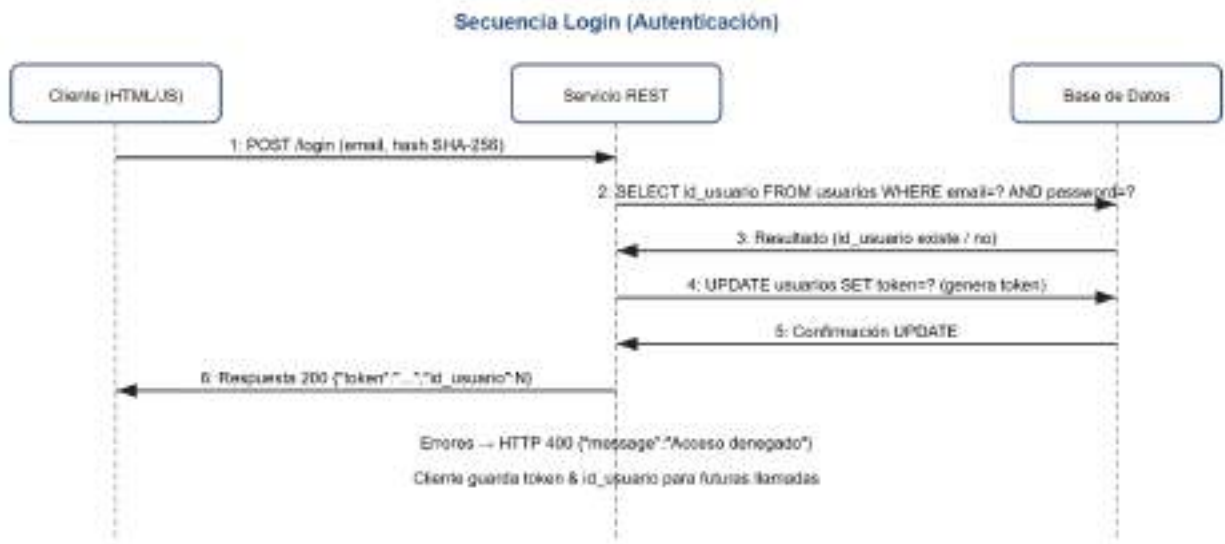 Secuencia Login (Autenticación)
Cliente (HTML/JS)
Servicio REST
Base de Datos
1: POST /login (email, hash SHA-256)
2: SELECT id_usuario FROM usuarios WHERE email=? AND password=?
3: Resultado (id_usuario existe / no)
4: UPDATE usuarios SET token=? (genera token)
5: Confirmación UPDATE
6: Respuesta 200 {"token":"...","id_usuario":N}
Errores → HTTP 400 {"message":"Acceso denegado"}
Cliente guarda token & id_usuario para futuras llamadas